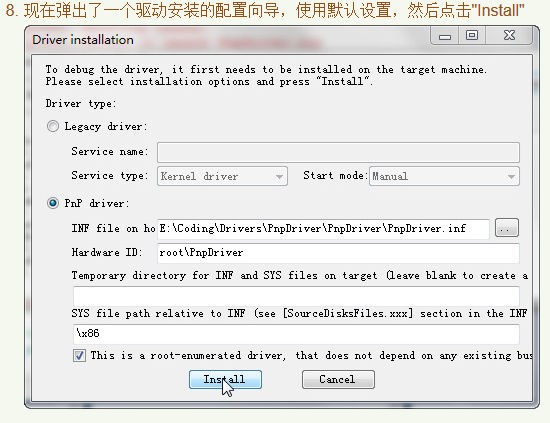 8. 现在弹出了一个驱动安装的配置向导，使用默认设置，然后点击"Install"
Driver installation
To debug the driver, it first needs to be installed on the target machine.
Please select installation options and press "Install".
Driver type:
Legacy driver:
Service name:
Service type: Kernel driver Start mode: Manual
PnP driver:
INF file on ho E:\Coding\Drivers\PnpDriver\PnpDriver\PnpDriver.inf ..
Hardware ID: root\PnpDriver
Temporary directory for INF and SYS files on target (leave blank to create a
SYS file path relative to INF (see [SourceDisksFiles.xxx] section in the INF
\x86
This is a root-enumerated driver, that does not depend on any existing bus
Install Cancel